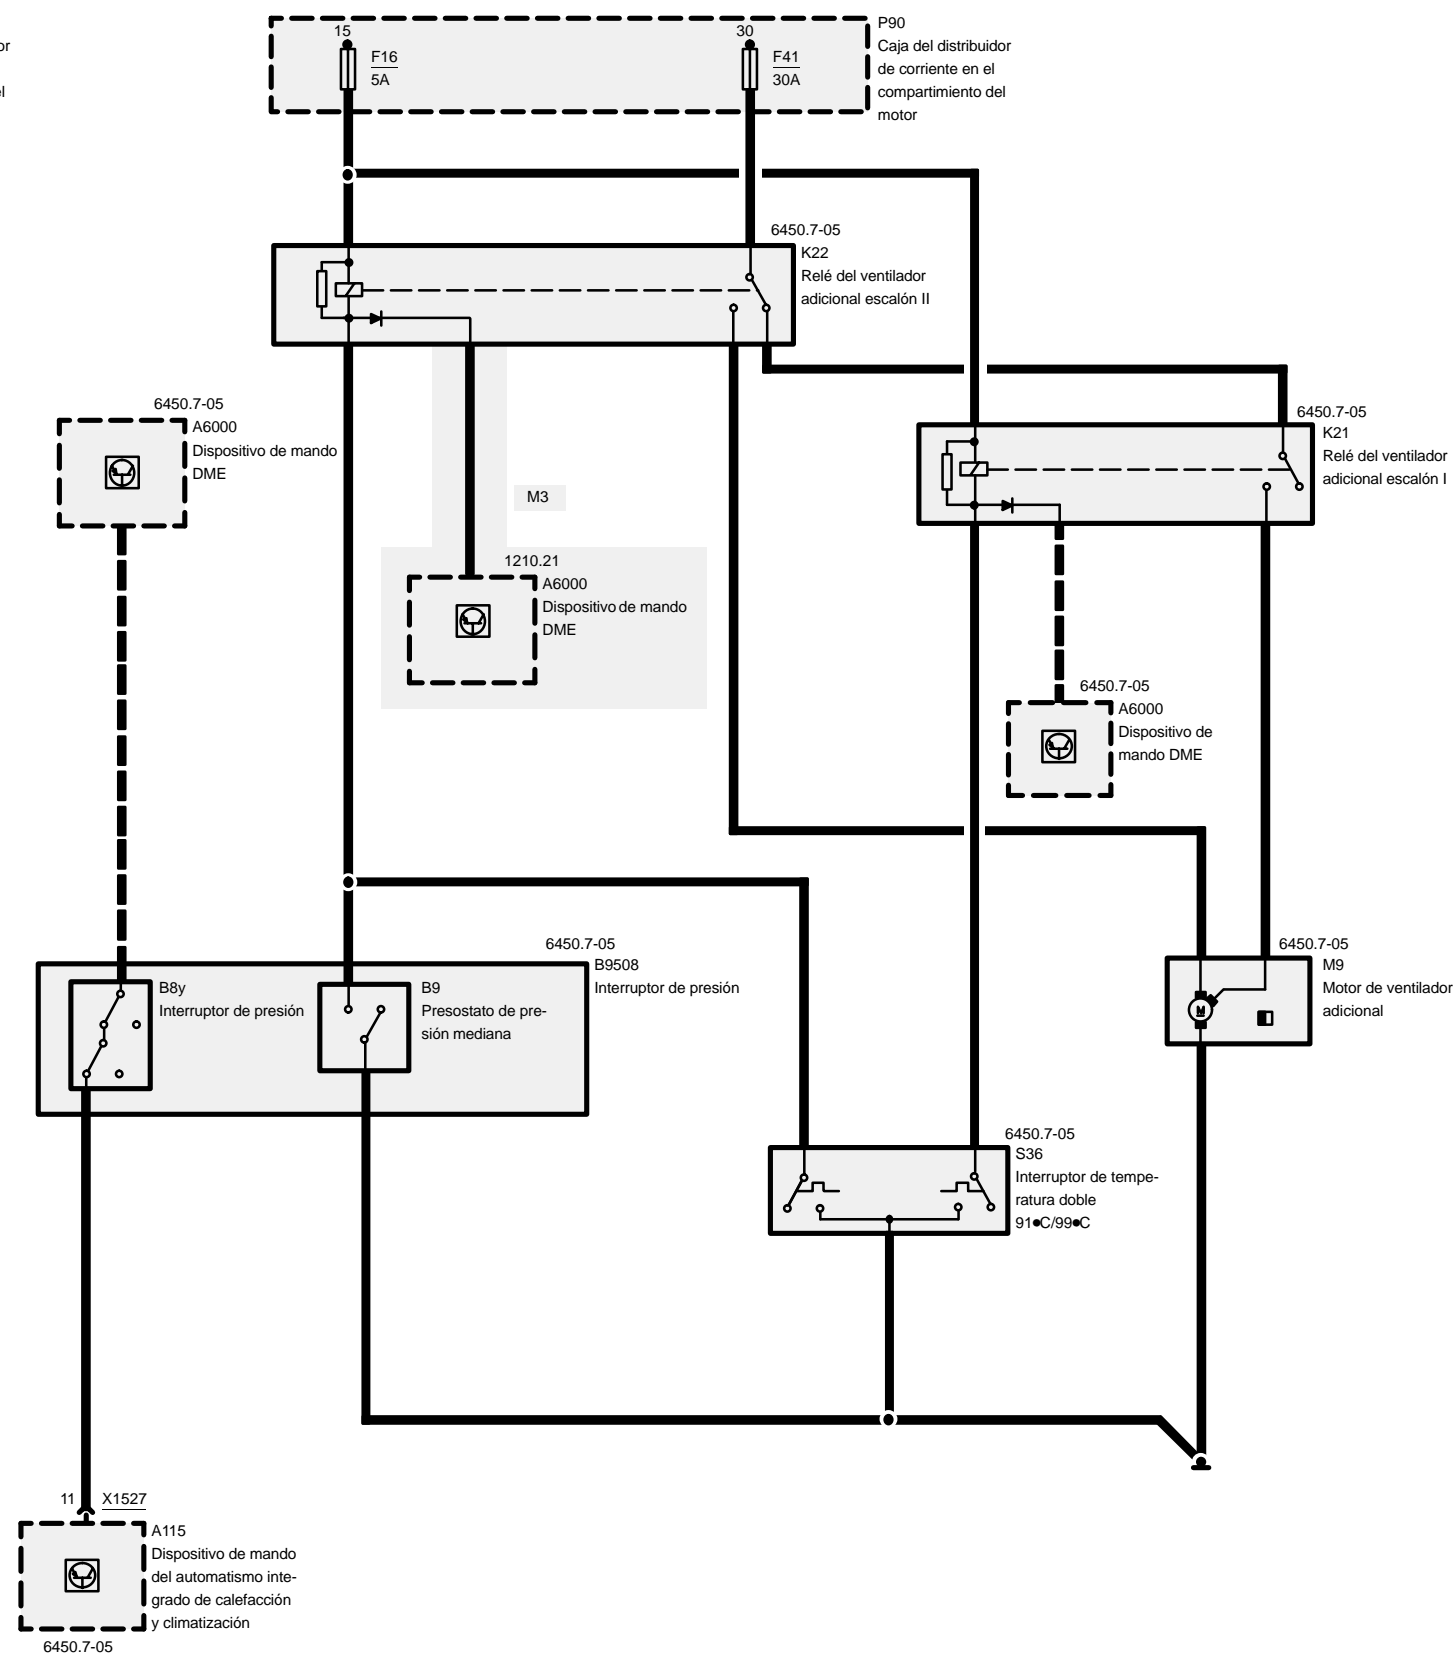 or
el
15
F16
5A
30
F41
30A
P90
Caja del distribuidor
de corriente en el
compartimiento del
motor
6450.7-05
K22
Relé del ventilador
adicional escalón II
6450.7-05
A6000
Dispositivo de mando
DME
M3
1210.21
A6000
Dispositivo de mando
DME
6450.7-05
K21
Relé del ventilador
adicional escalón I
6450.7-05
A6000
Dispositivo de
mando DME
6450.7-05
B9508
Interruptor de presión
B8y
Interruptor de presión
B9
Presostato de pre-
sión mediana
6450.7-05
M9
Motor de ventilador
adicional
M
6450.7-05
S36
Interruptor de tempe-
ratura doble
91●C/99●C
11
X1527
A115
Dispositivo de mando
del automatismo inte-
grado de calefacción
y climatización
6450.7-05